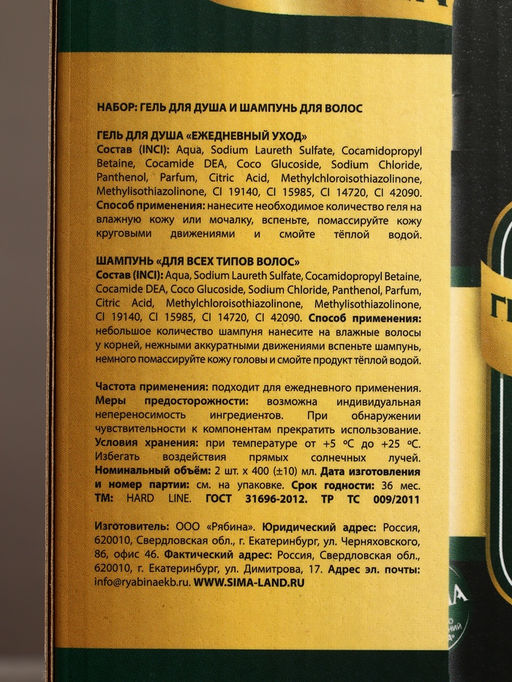 НАБОР: ГЕЛЬ ДЛЯ ДУША И ШАМПУНЬ ДЛЯ ВОЛОС
ГЕЛЬ ДЛЯ ДУША «ЕЖЕДНЕВНЫЙ УХОД»
Состав (INCI): Aqua, Sodium Laureth Sulfate, Cocamidopropyl
Betaine, Cocamide DEA, Coco Glucoside, Sodium Chloride,
Panthenol, Parfum, Citric Acid, Methylchloroisothiazolinone,
Methylisothiazolinone, CI 19140, CI 15985, CI 14720, CI 42090.
Способ применения: нанесите необходимое количество геля на
влажную кожу или мочалку, вспеньте, помассируйте кожу
круговыми движениями и смойте тёплой водой.
ШАМПУНЬ «ДЛЯ ВСЕХ ТИПОВ ВОЛОС»
Состав (INCI): Aqua, Sodium Laureth Sulfate, Cocamidopropyl Betaine,
Cocamide DEA, Coco Glucoside, Sodium Chloride, Panthenol, Parfum,
Citric Acid, Methylchloroisothiazolinone, Methylisothiazolinone,
CI 19140, CI 15985, CI 14720, CI 42090. Способ применения:
небольшое количество шампуня нанесите на влажные волосы
у корней, нежными аккуратными движениями вспеньте шампунь,
немного помассируйте кожу головы и смойте продукт тёплой водой.
Частота применения: подходит для ежедневного применения.
Меры предосторожности: возможна индивидуальная
непереносимость ингредиентов. При обнаружении
чувствительности к компонентам прекратить использование.
Условия хранения: при температуре от +5 ºС до +25 ºС.
Избегать воздействия прямых солнечных лучей.
Номинальный объём: 2 шт. х 400 (±10) мл. Дата изготовления
и номер партии: см. на упаковке. Срок годности: 36 мес.
ТМ: HARD LINE. ГОСТ 31696-2012. ТР ТС 009/2011
Изготовитель: ООО «Рябина». Юридический адрес: Россия,
620010, Свердловская обл., г. Екатеринбург, ул. Черняховского,
86, офис 46. Фактический адрес: Россия, Свердловская обл.,
620010, г. Екатеринбург, ул. Димитрова, 17. Адрес эл. почты:
info@ryabinaekb.ru. WWW.SIMA-LAND.RU